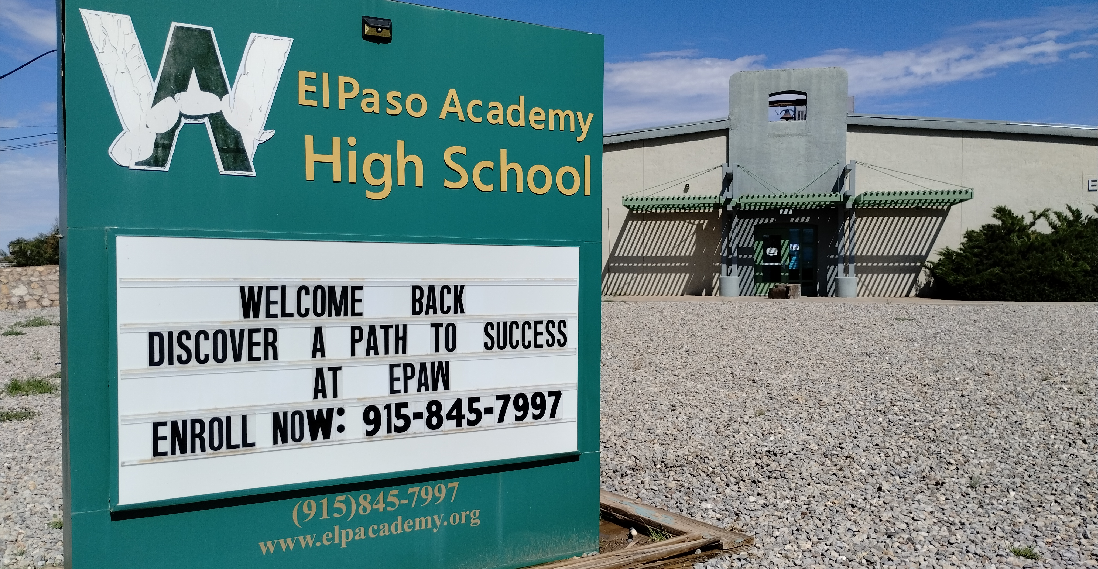 W
El Paso Academy
High School
WELCOME BACK
DISCOVER A PATH TO SUCCESS
AT EPAW
ENROLL NOW: 915-845-7997
(915)845-7997
www.elpacademy.org